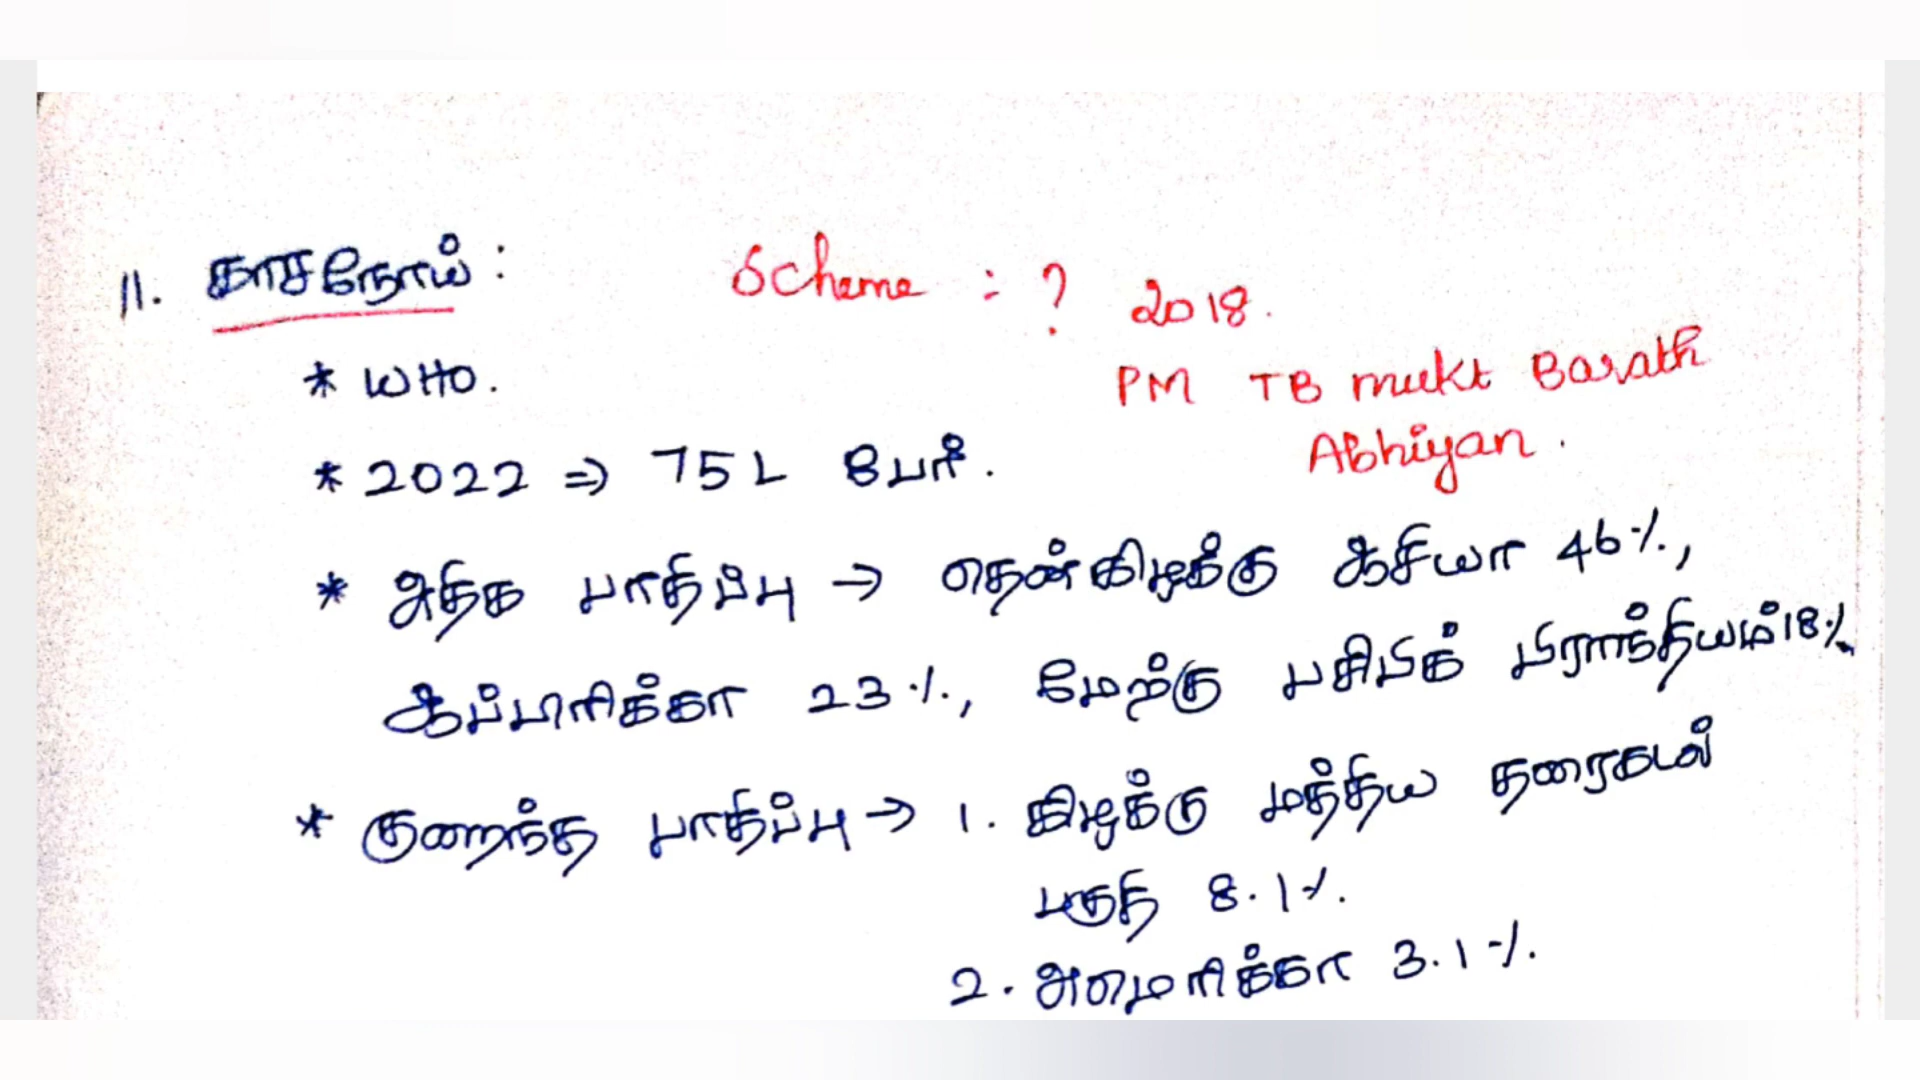 11. காசநோய் : Scheme : ? 2018.
* WHO. PM TB mukt Barath
* 2022 ⇒ 75 L பேர். Abhiyan.
* அதிக பாதிப்பு → தென்கிழக்கு ஆசியா 46%,
ஆப்பாரிக்கா 23%, மேற்கு பசிபிக் பிராந்தியம் 18%
* குறைந்த பாதிப்பு → 1. கிழக்கு மத்திய தரைகடல்
பகுதி 8.1%.
2. அமைரிக்கா 3.1%.